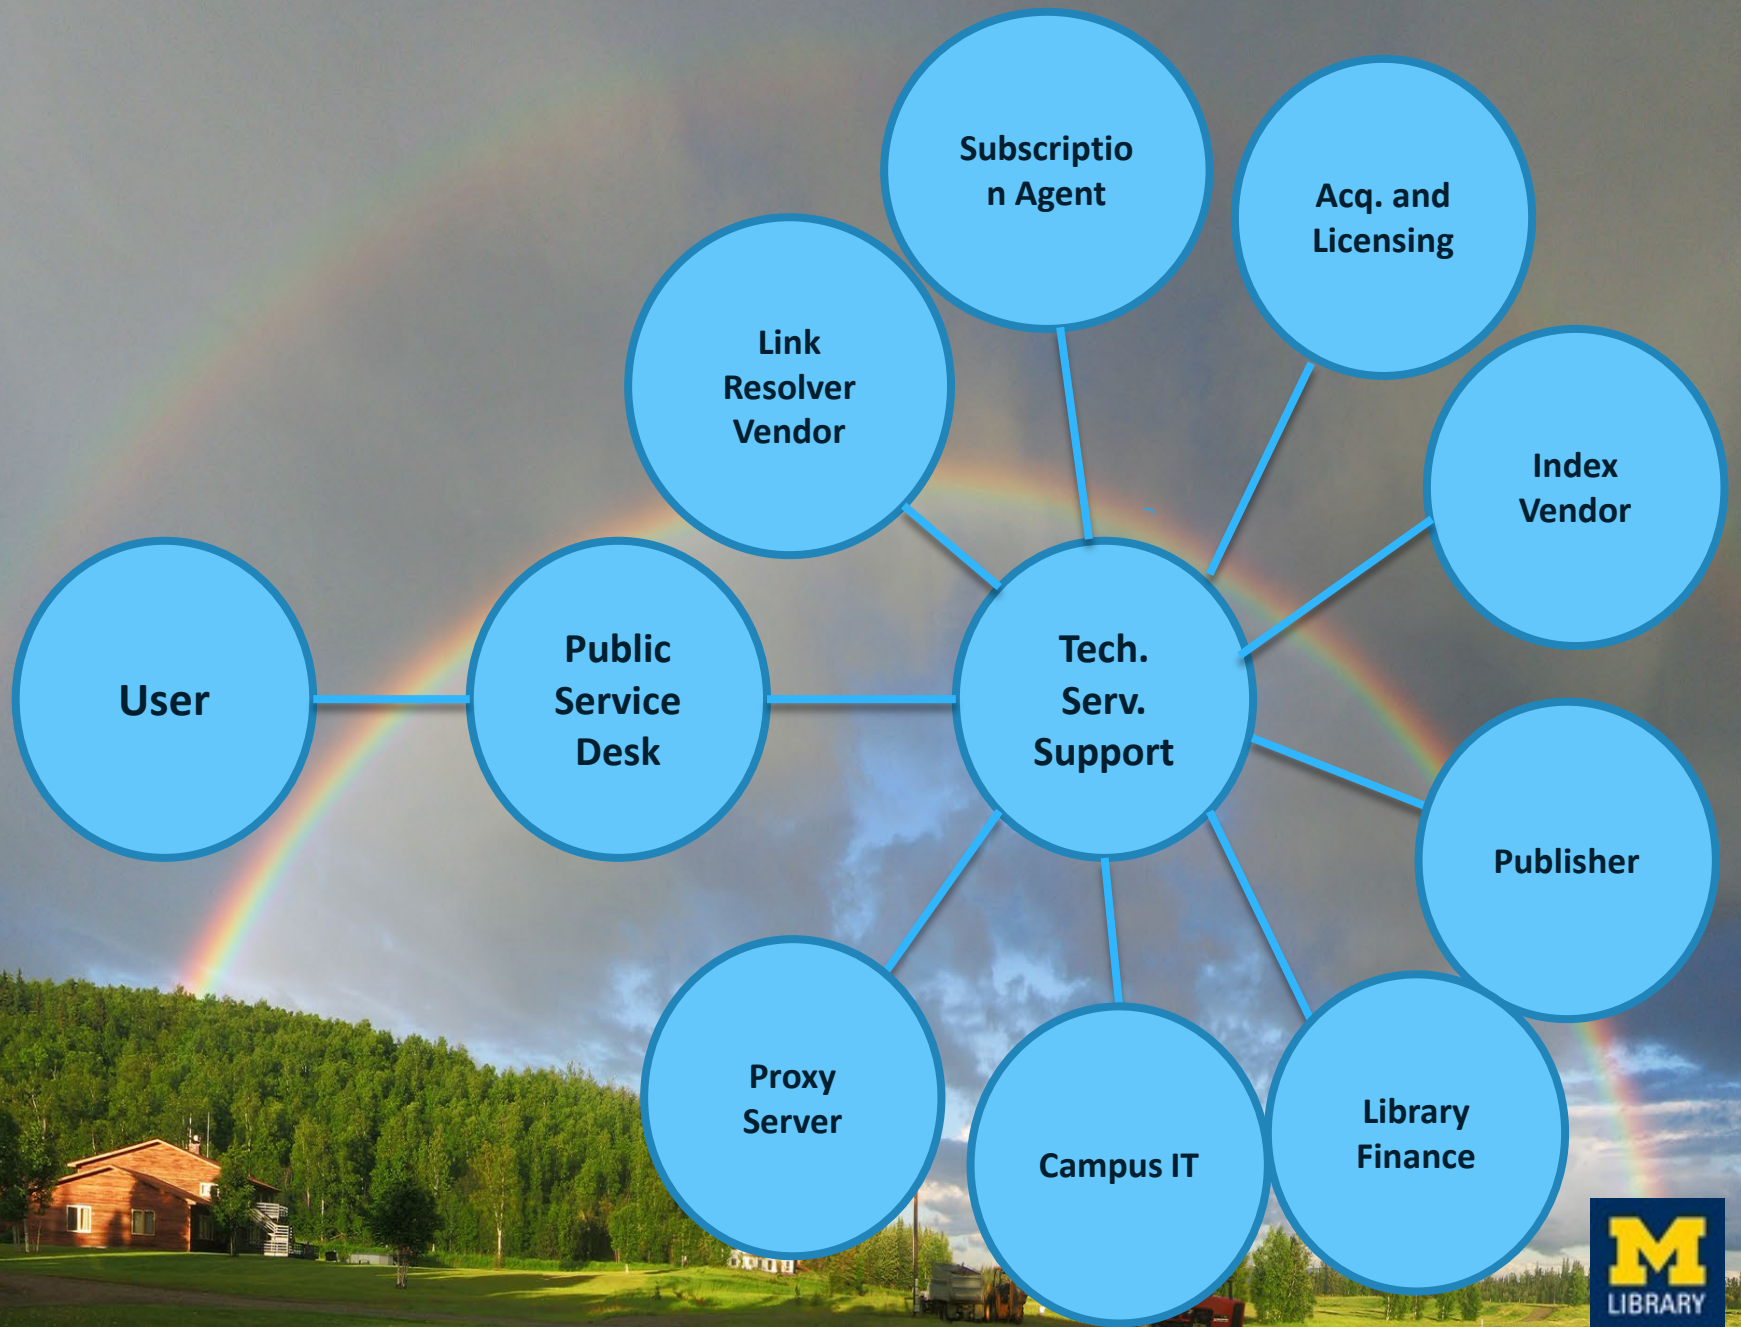 Subscriptio
n Agent
Acq. and
Licensing
Link
Resolver
Vendor
Index
Vendor
User
Public
Service
Desk
Tech.
Serv.
Support
Publisher
Proxy
Server
Campus IT
Library
Finance
M
LIBRARY